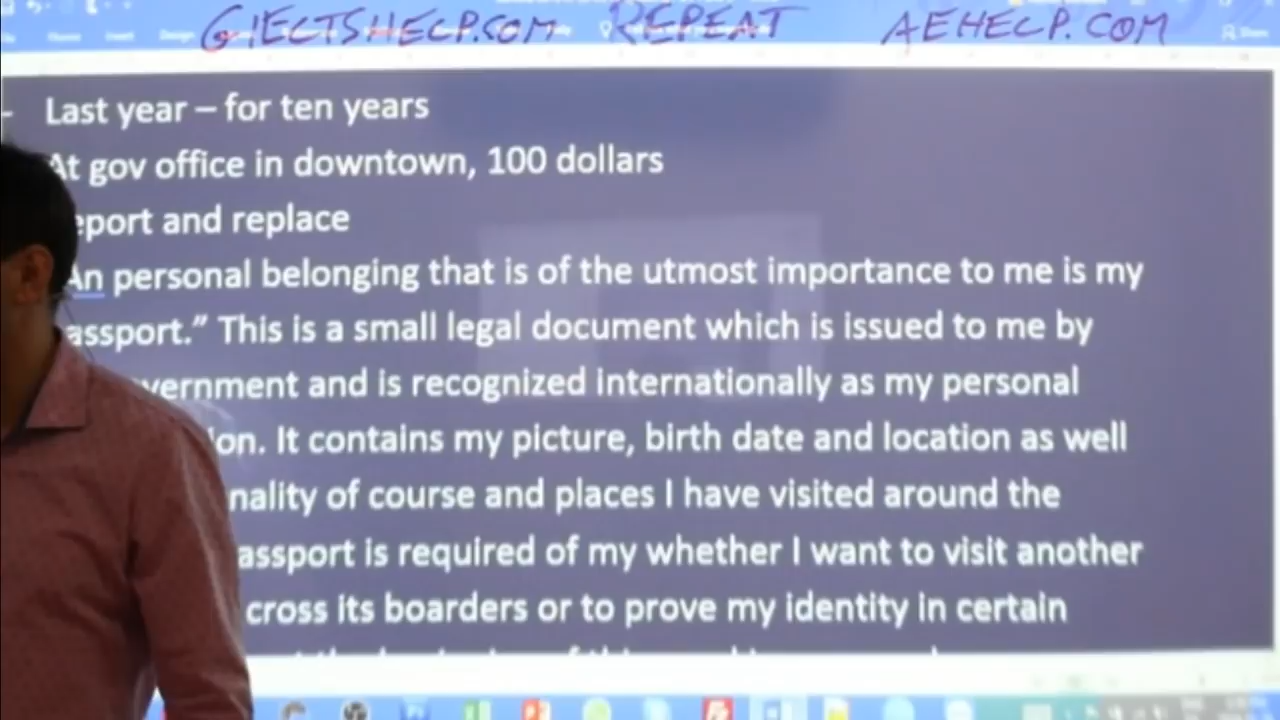 GIELTSHELP.COM REPEAT AEHELP.COM
Last year – for ten years
At gov office in downtown, 100 dollars
eport and replace
An personal belonging that is of the utmost importance to me is my
assport.” This is a small legal document which is issued to me by
vernment and is recognized internationally as my personal
ion. It contains my picture, birth date and location as well
nality of course and places I have visited around the
assport is required of my whether I want to visit another
cross its boarders or to prove my identity in certain